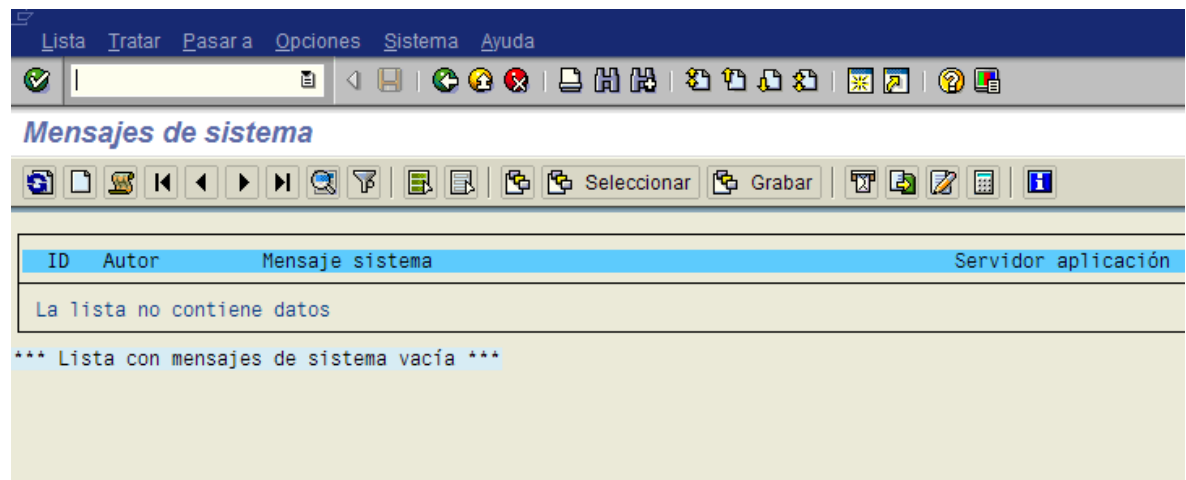 Lista Tratar Pasar a Opciones Sistema Ayuda
Mensajes de sistema
Seleccionar Grabar
ID Autor Mensaje sistema Servidor aplicación
La lista no contiene datos
*** Lista con mensajes de sistema vacía ***